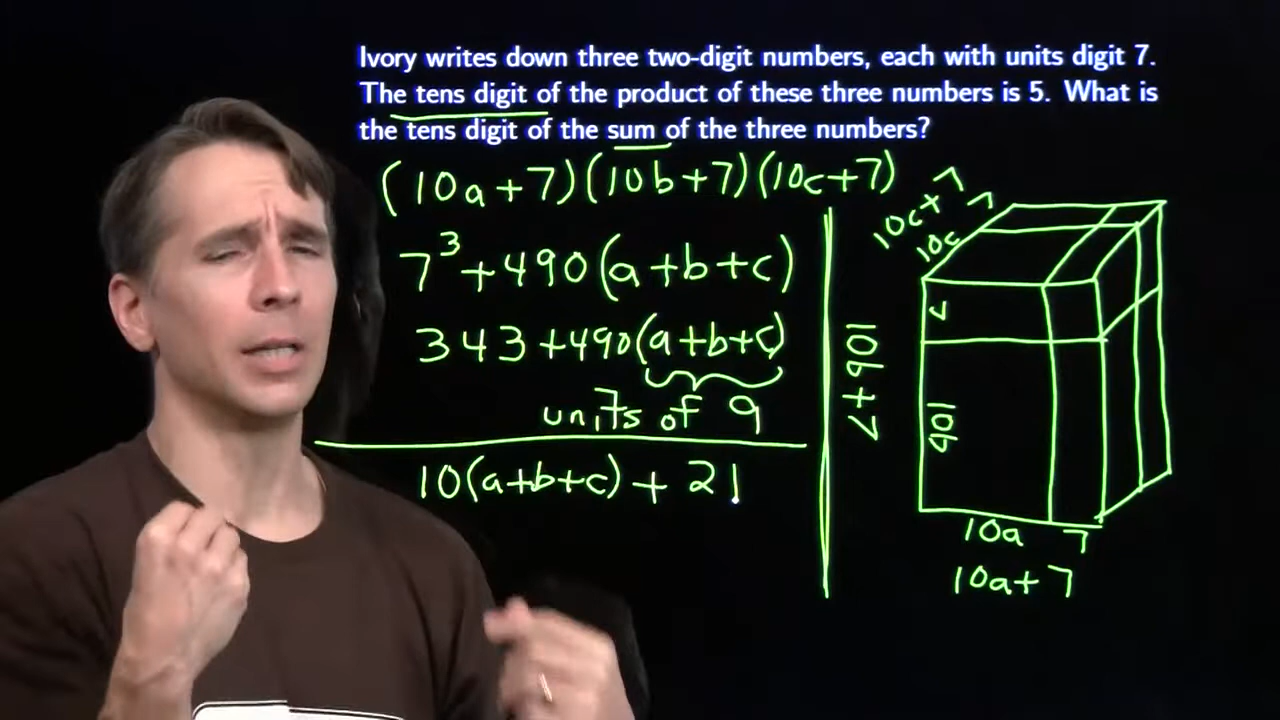 Ivory writes down three two-digit numbers, each with units digit 7.
The tens digit of the product of these three numbers is 5. What is
the tens digit of the sum of the three numbers?
(10a+7)(10b+7)(10c+7)
7³+490(a+b+c)
343+490(a+b+c)
units of 9
10(a+b+c)+21
10c+7
10c
7
7
10b+7
10b
10a 7
10a+7